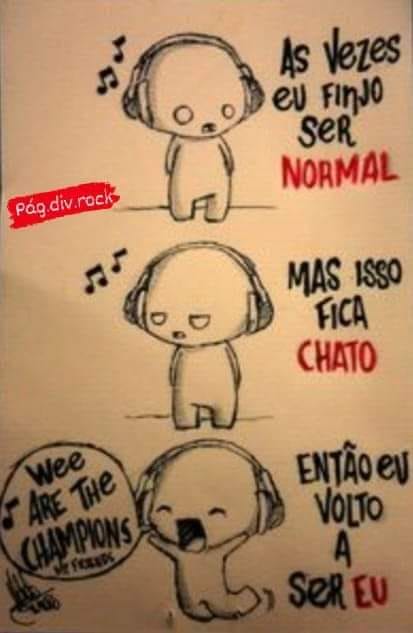 As vezes
eu finjo
ser
NORMAL
Pág.div.rock
MAS ISSO
FICA
CHATO
ENTÃO eu
VOLTO
A
Ser EU
Wee
ARE THE
CHAMPIONS
MY FRIENDS